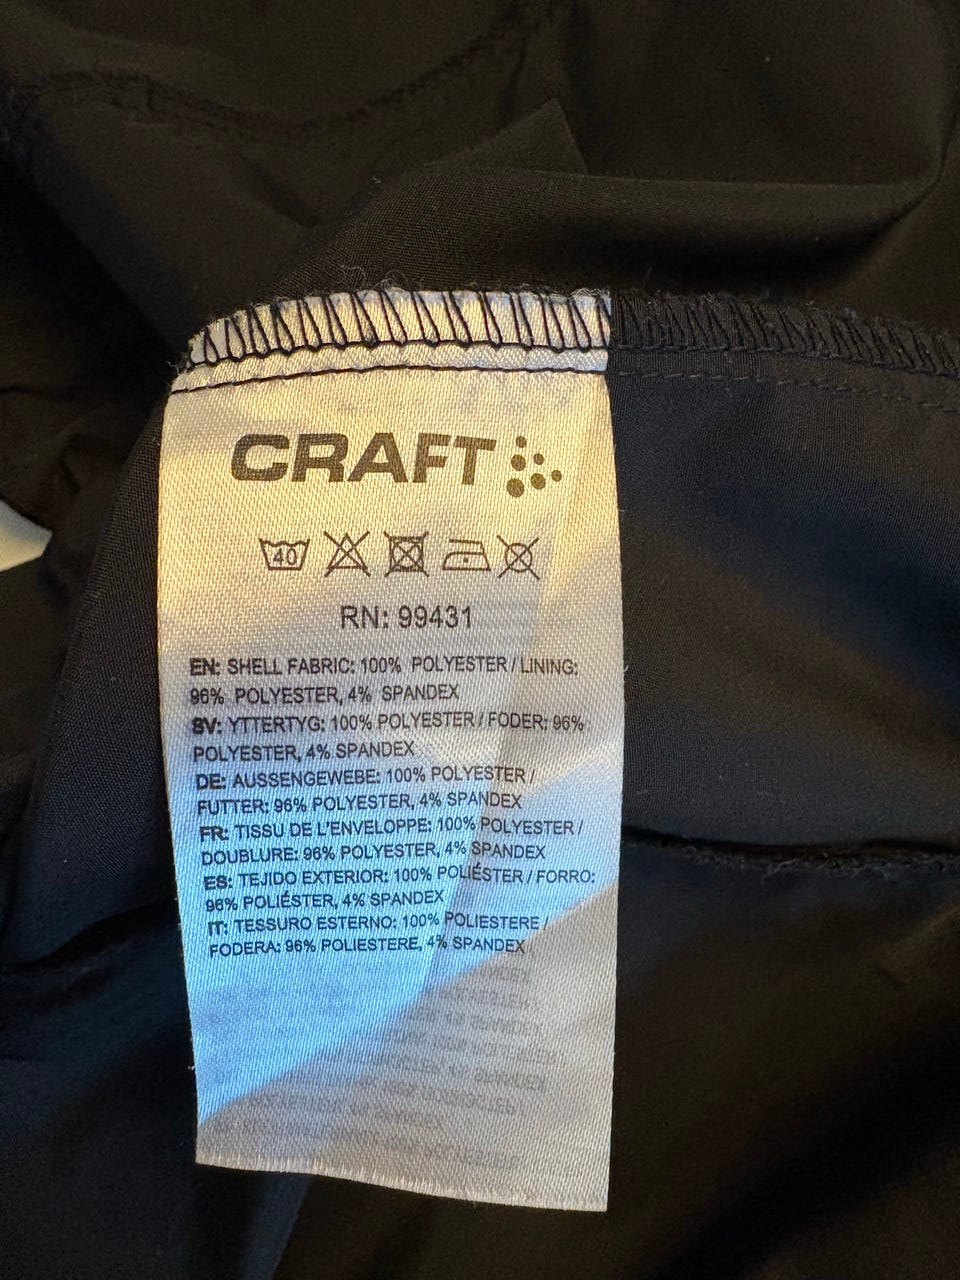 CRAFT
40
RN: 99431
EN: SHELL FABRIC: 100% POLYESTER / LINING:
96% POLYESTER, 4% SPANDEX
SV: YTTERTYG: 100% POLYESTER / FODER: 96%
POLYESTER, 4% SPANDEX
DE: AUSSENGEWEBE: 100% POLYESTER /
FUTTER: 96% POLYESTER, 4% SPANDEX
FR: TISSU DE L'ENVELOPPE: 100% POLYESTER /
DOUBLURE: 96% POLYESTER, 4% SPANDEX
ES: TEJIDO EXTERIOR: 100% POLIÉSTER / FORRO:
96% POLIÉSTER, 4% SPANDEX
IT: TESSURO ESTERNO: 100% POLIESTERE /
FODERA: 96% POLIESTERE, 4% SPANDEX